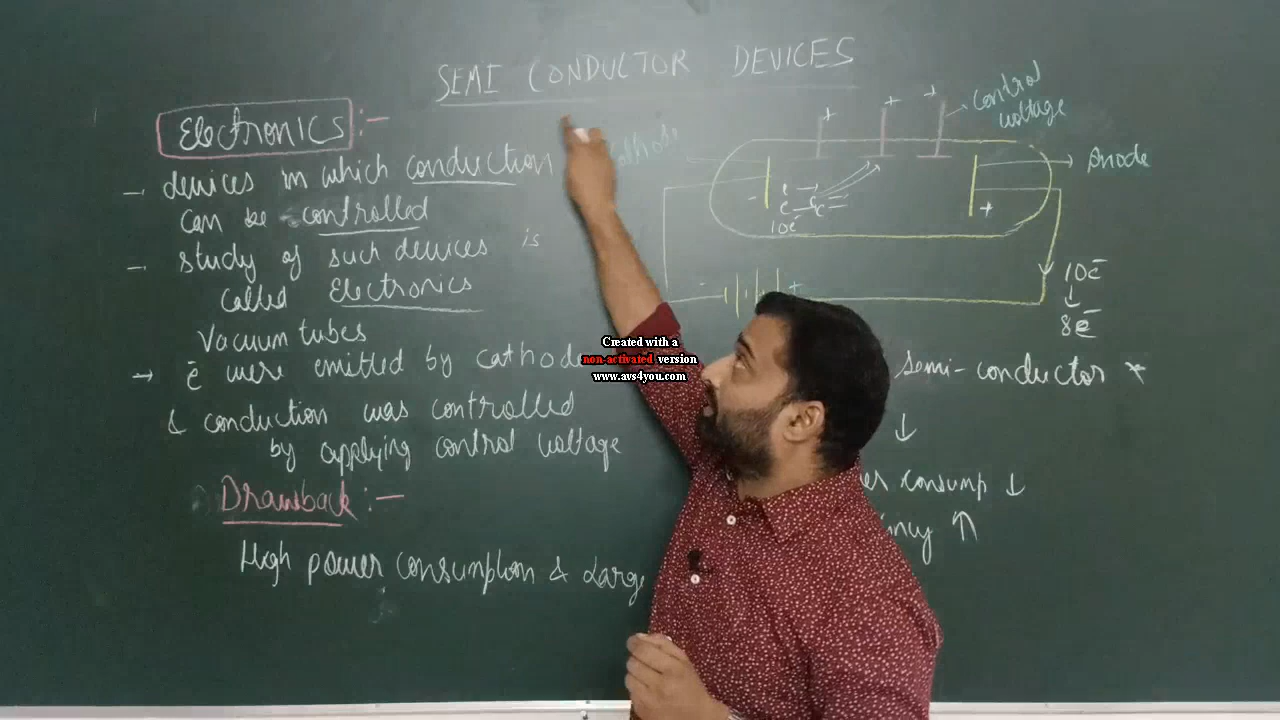 SEMI CONDUCTOR DEVICES
Electronics :-
→ devices in which conduction
can be controlled
→ study of such devices is
called Electronics
Vacuum tubes
→ e⁻ were emitted by cathode
& conduction was controlled
by applying control voltage
Drawback :-
High power consumption & Large
+ + +
control
voltage
Anode
-
+
10e⁻
- +
10e⁻
↓
8e⁻
semi-conductor *
↓
consump ↓
↑
Created with a
non-activated version
www.avs4you.com